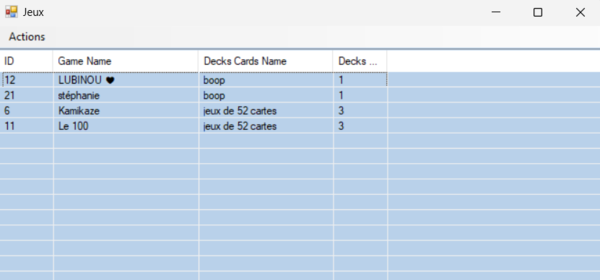 Jeux
Actions
ID Game Name Decks Cards Name Decks ...
12 LUBINOU ♥ boop 1
21 stéphanie boop 1
6 Kamikaze jeux de 52 cartes 3
11 Le 100 jeux de 52 cartes 3